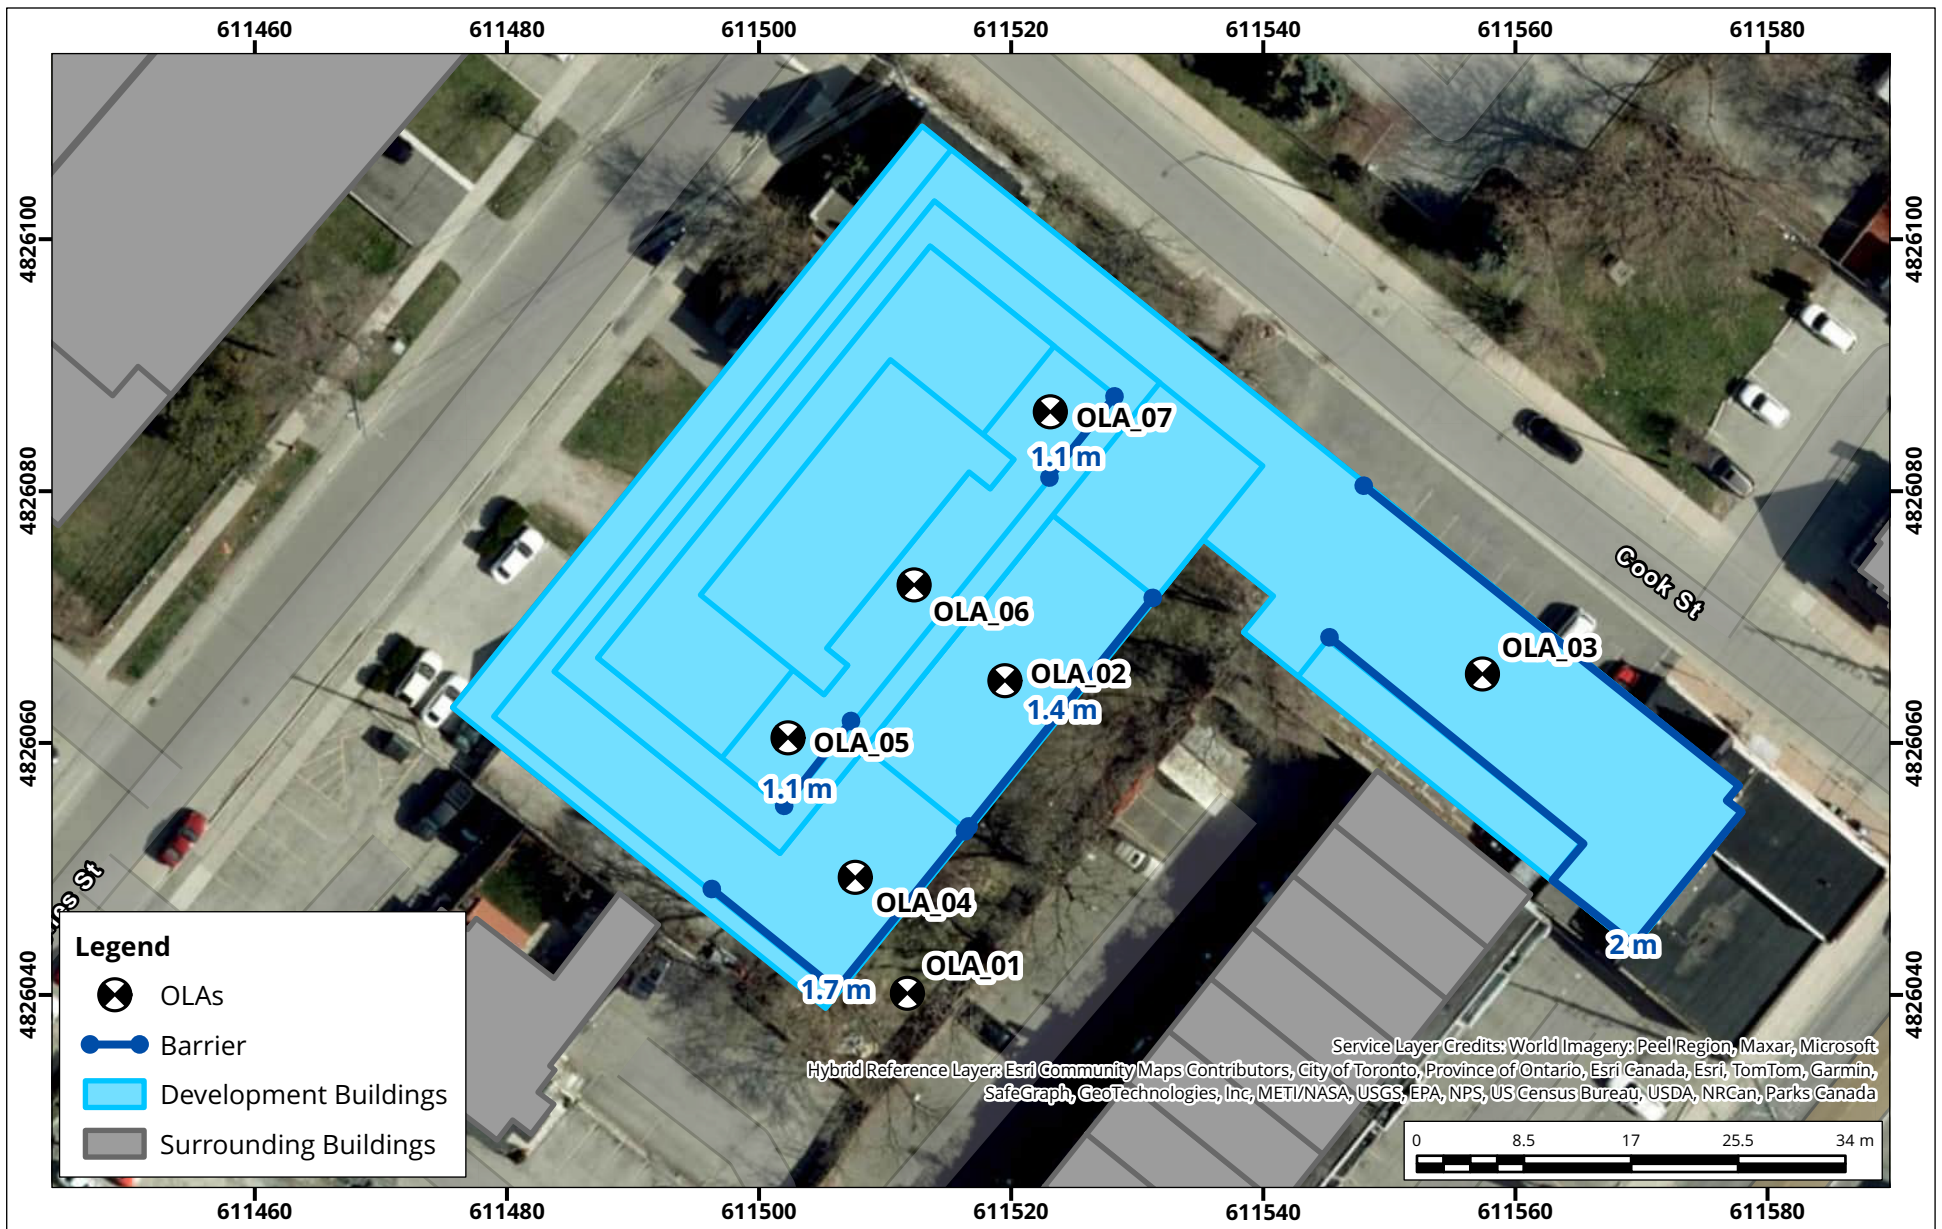 611460 611480 611500 611520 611540 611560 611580
4826100 4826100
4826080 4826080
4826060 4826060
4826040 4826040
OLA_07
1.1 m
Cook St
OLA_06
OLA_03
OLA_02
1.4 m
OLA_05
1.1 m
OLA_04
2 m
OLA_01
1.7 m
St
Legend
OLAs
Barrier
Development Buildings
Surrounding Buildings
Service Layer Credits: World Imagery: Peel Region, Maxar, Microsoft
Hybrid Reference Layer: Esri Community Maps Contributors, City of Toronto, Province of Ontario, Esri Canada, Esri, TomTom, Garmin,
SafeGraph, GeoTechnologies, Inc, METI/NASA, USGS, EPA, NPS, US Census Bureau, USDA, NRCan, Parks Canada
0 8.5 17 25.5 34 m
611460 611480 611500 611520 611540 611560 611580